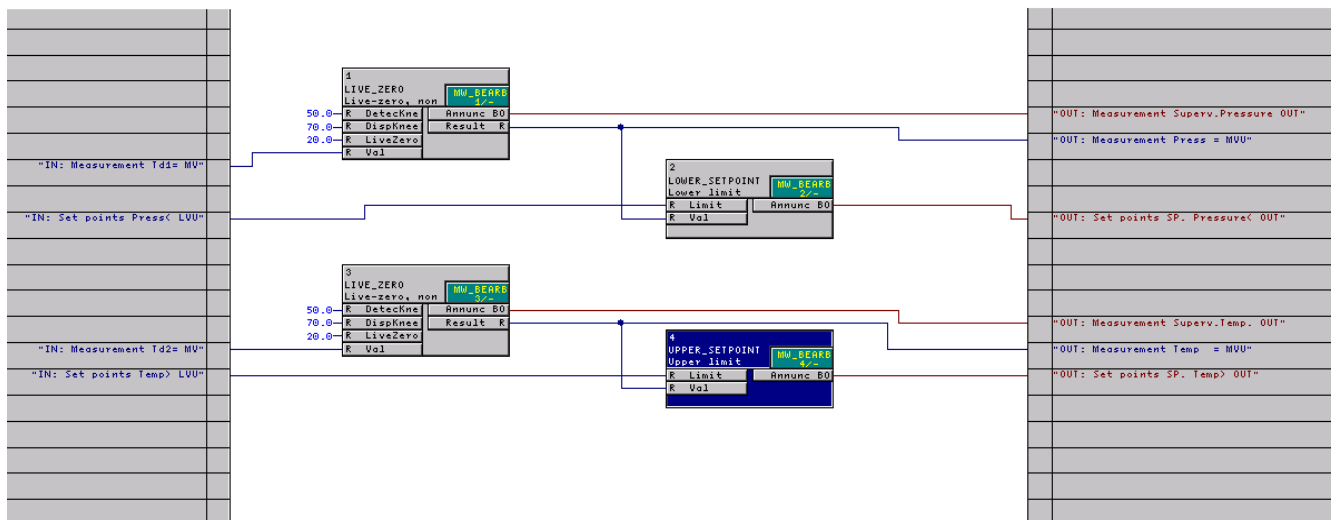 1
LIVE_ZERO
Live-zero, mon
MW_BEARB
1/-
50.0 R DetecKne Annunc BO
70.0 R DispKnee Result R
20.0 R LiveZero
R Val
"IN: Measurement Td1= MV"
"OUT: Measurement Superv.Pressure OUT"
"OUT: Measurement Press = MVU"
2
LOWER_SETPOINT
Lower limit
MW_BEARB
2/-
R Limit Annunc BO
R Val
"IN: Set points Press< LVU"
"OUT: Set points SP. Pressure< OUT"
3
LIVE_ZERO
Live-zero, mon
MW_BEARB
3/-
50.0 R DetecKne Annunc BO
70.0 R DispKnee Result R
20.0 R LiveZero
R Val
"IN: Measurement Td2= MV"
"OUT: Measurement Superv.Temp. OUT"
"OUT: Measurement Temp = MVU"
4
UPPER_SETPOINT
Upper limit
MW_BEARB
4/-
R Limit Annunc BO
R Val
"IN: Set points Temp> LVU"
"OUT: Set points SP. Temp> OUT"